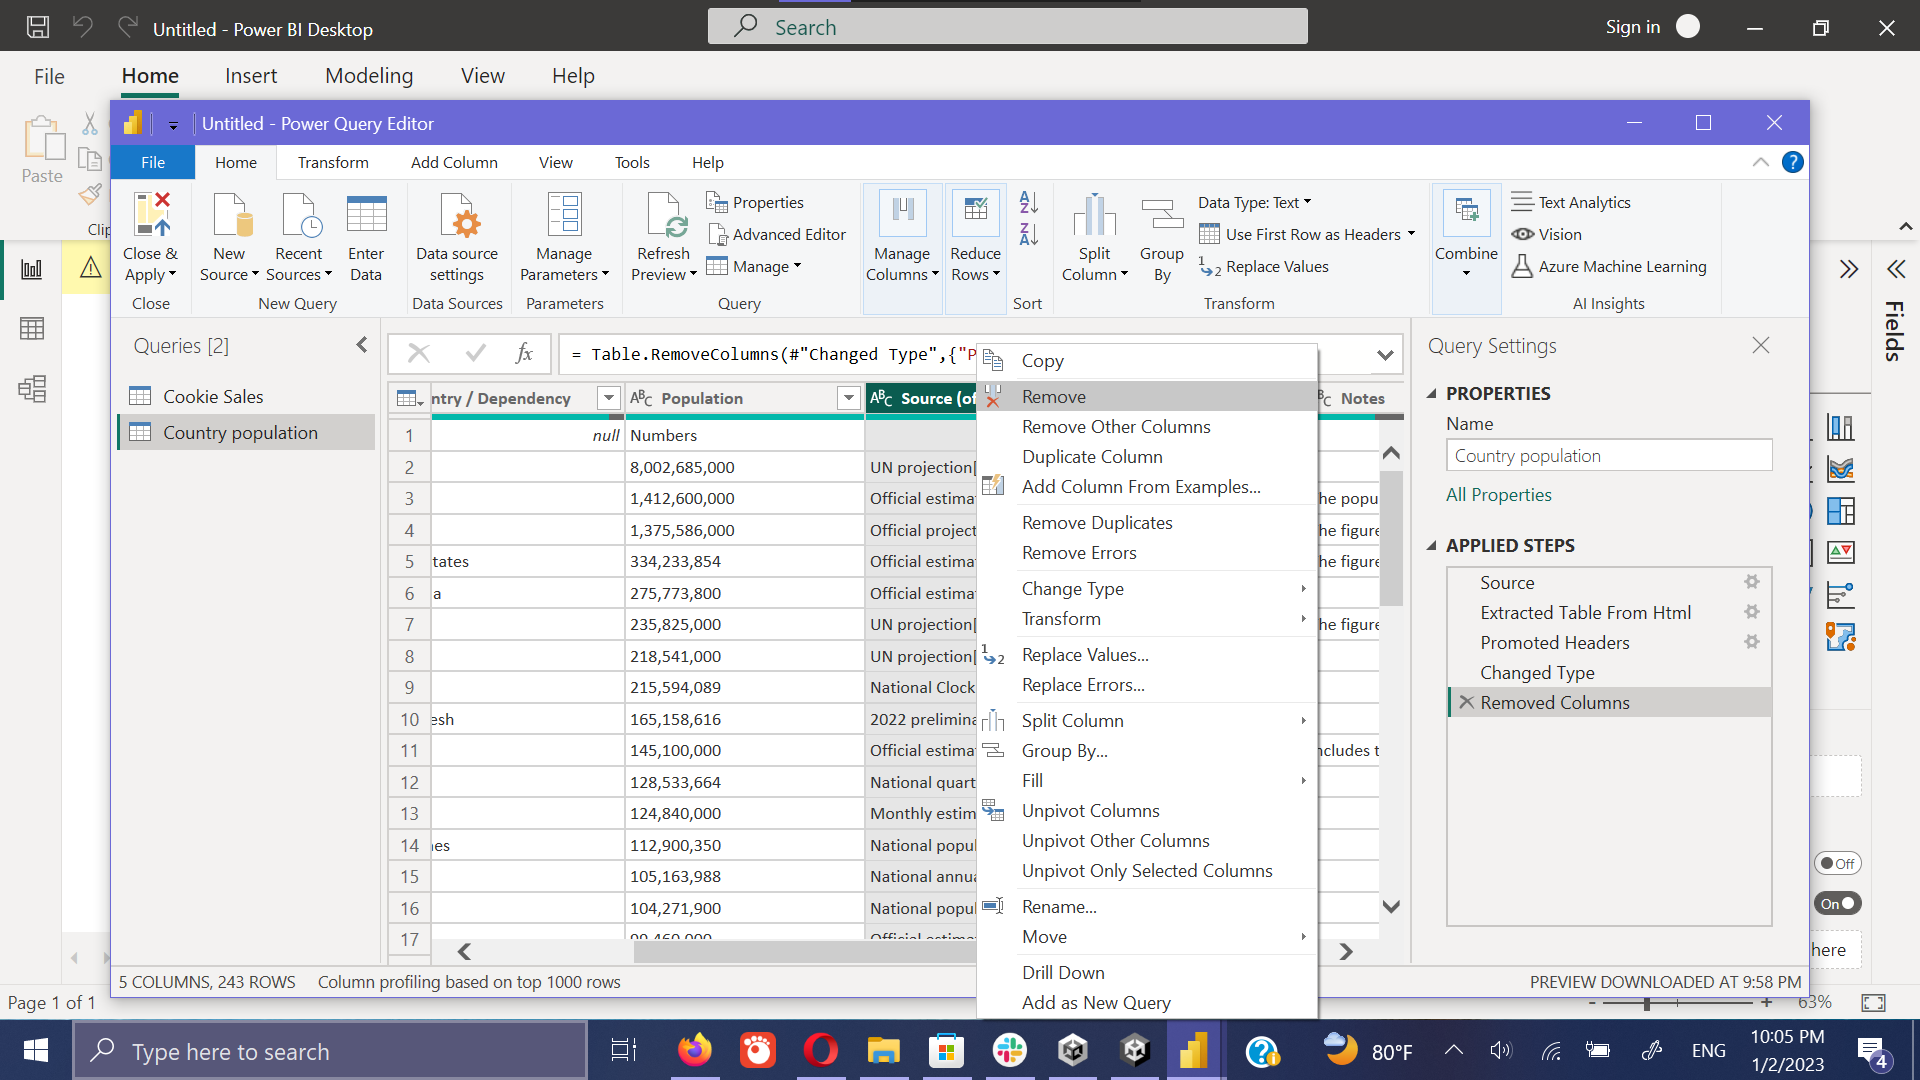 Untitled - Power BI Desktop
Search
Sign in
File
Home
Insert
Modeling
View
Help
Paste
Untitled - Power Query Editor
File
Home
Transform
Add Column
View
Tools
Help
Close &
Apply
Close
New
Source
Recent
Sources
Enter
Data
New Query
Data source
settings
Data Sources
Manage
Parameters
Parameters
Refresh
Preview
Properties
Advanced Editor
Manage
Query
Manage
Columns
Reduce
Rows
Sort
Split
Column
Group
By
Data Type: Text
Use First Row as Headers
Replace Values
Transform
Combine
Text Analytics
Vision
Azure Machine Learning
AI Insights
Fields
Queries [2]
Cookie Sales
Country population
fx
= Table.RemoveColumns(#"Changed Type",{"P
ntry / Dependency
Population
Source (of
Notes
1 null Numbers
2 8,002,685,000 UN projection[
3 1,412,600,000 Official estima he popu
4 1,375,586,000 Official project he figure
5 tates 334,233,854 Official estima he figure
6 a 275,773,800 Official estima
7 235,825,000 UN projection[ he figure
8 218,541,000 UN projection[
9 215,594,089 National Clock
10 esh 165,158,616 2022 prelimina
11 145,100,000 Official estima ncludes t
12 128,533,664 National quart
13 124,840,000 Monthly estim
14 nes 112,900,350 National popul
15 105,163,988 National annua
16 104,271,900 National popul
17 99,460,000 Official estima
Copy
Remove
Remove Other Columns
Duplicate Column
Add Column From Examples...
Remove Duplicates
Remove Errors
Change Type
Transform
Replace Values...
Replace Errors...
Split Column
Group By...
Fill
Unpivot Columns
Unpivot Other Columns
Unpivot Only Selected Columns
Rename...
Move
Drill Down
Add as New Query
Query Settings
PROPERTIES
Name
Country population
All Properties
APPLIED STEPS
Source
Extracted Table From Html
Promoted Headers
Changed Type
Removed Columns
Off
On
here
5 COLUMNS, 243 ROWS
Column profiling based on top 1000 rows
PREVIEW DOWNLOADED AT 9:58 PM
Page 1 of 1
63%
Type here to search
80°F
ENG
10:05 PM
1/2/2023
4